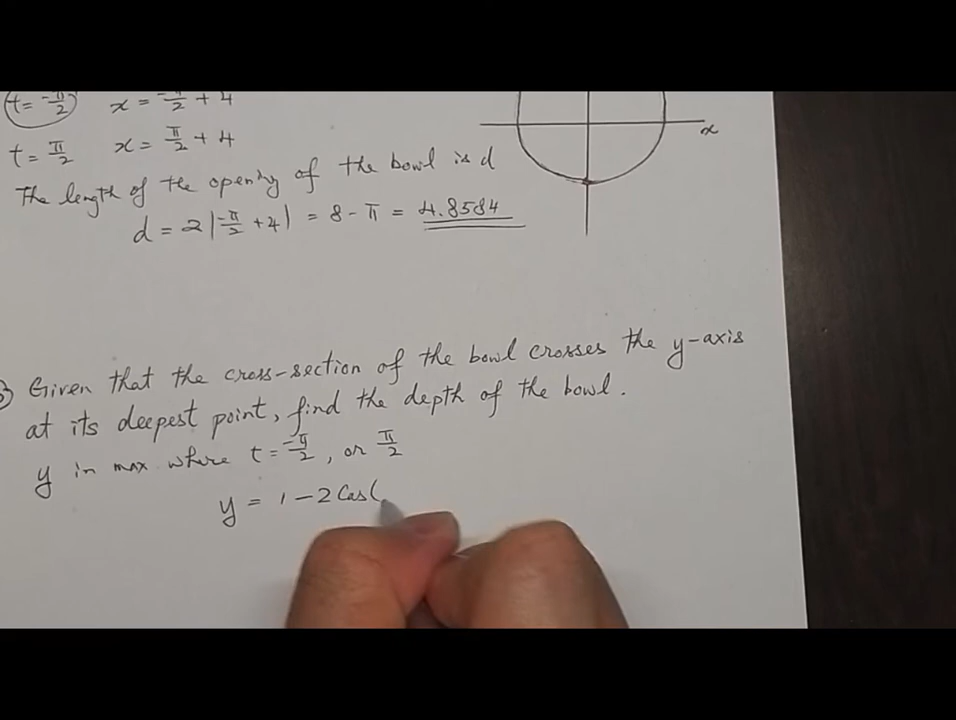 t = -π/2 x = -π/2 + 4
t = π/2 x = π/2 + 4
x
The length of the opening of the bowl is d
d = 2 |-π/2 + 4| = 8 - π = 4.8584
Given that the cross-section of the bowl crosses the y-axis
at its deepest point, find the depth of the bowl.
y in max where t = -π/2, or π/2
y = 1 - 2 Cos(